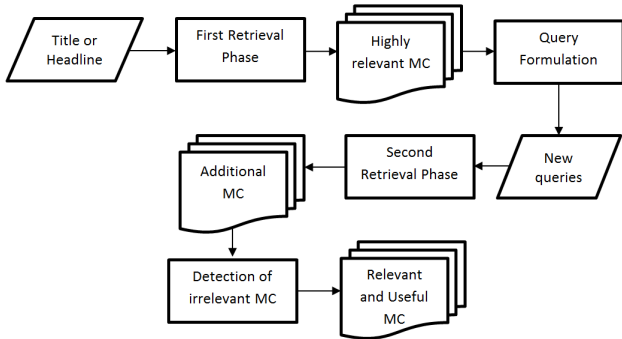 Title or
Headline
First Retrieval
Phase
Highly
relevant MC
Query
Formulation
New
queries
Second
Retrieval Phase
Additional
MC
Detection of
irrelevant MC
Relevant
and Useful
MC